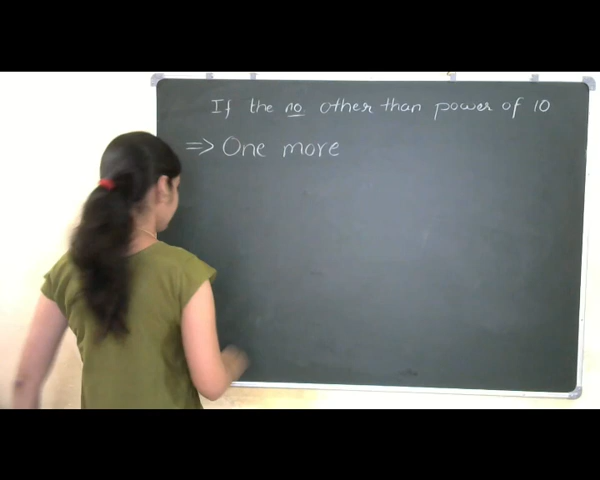 If the no. other than power of 10
=> One more